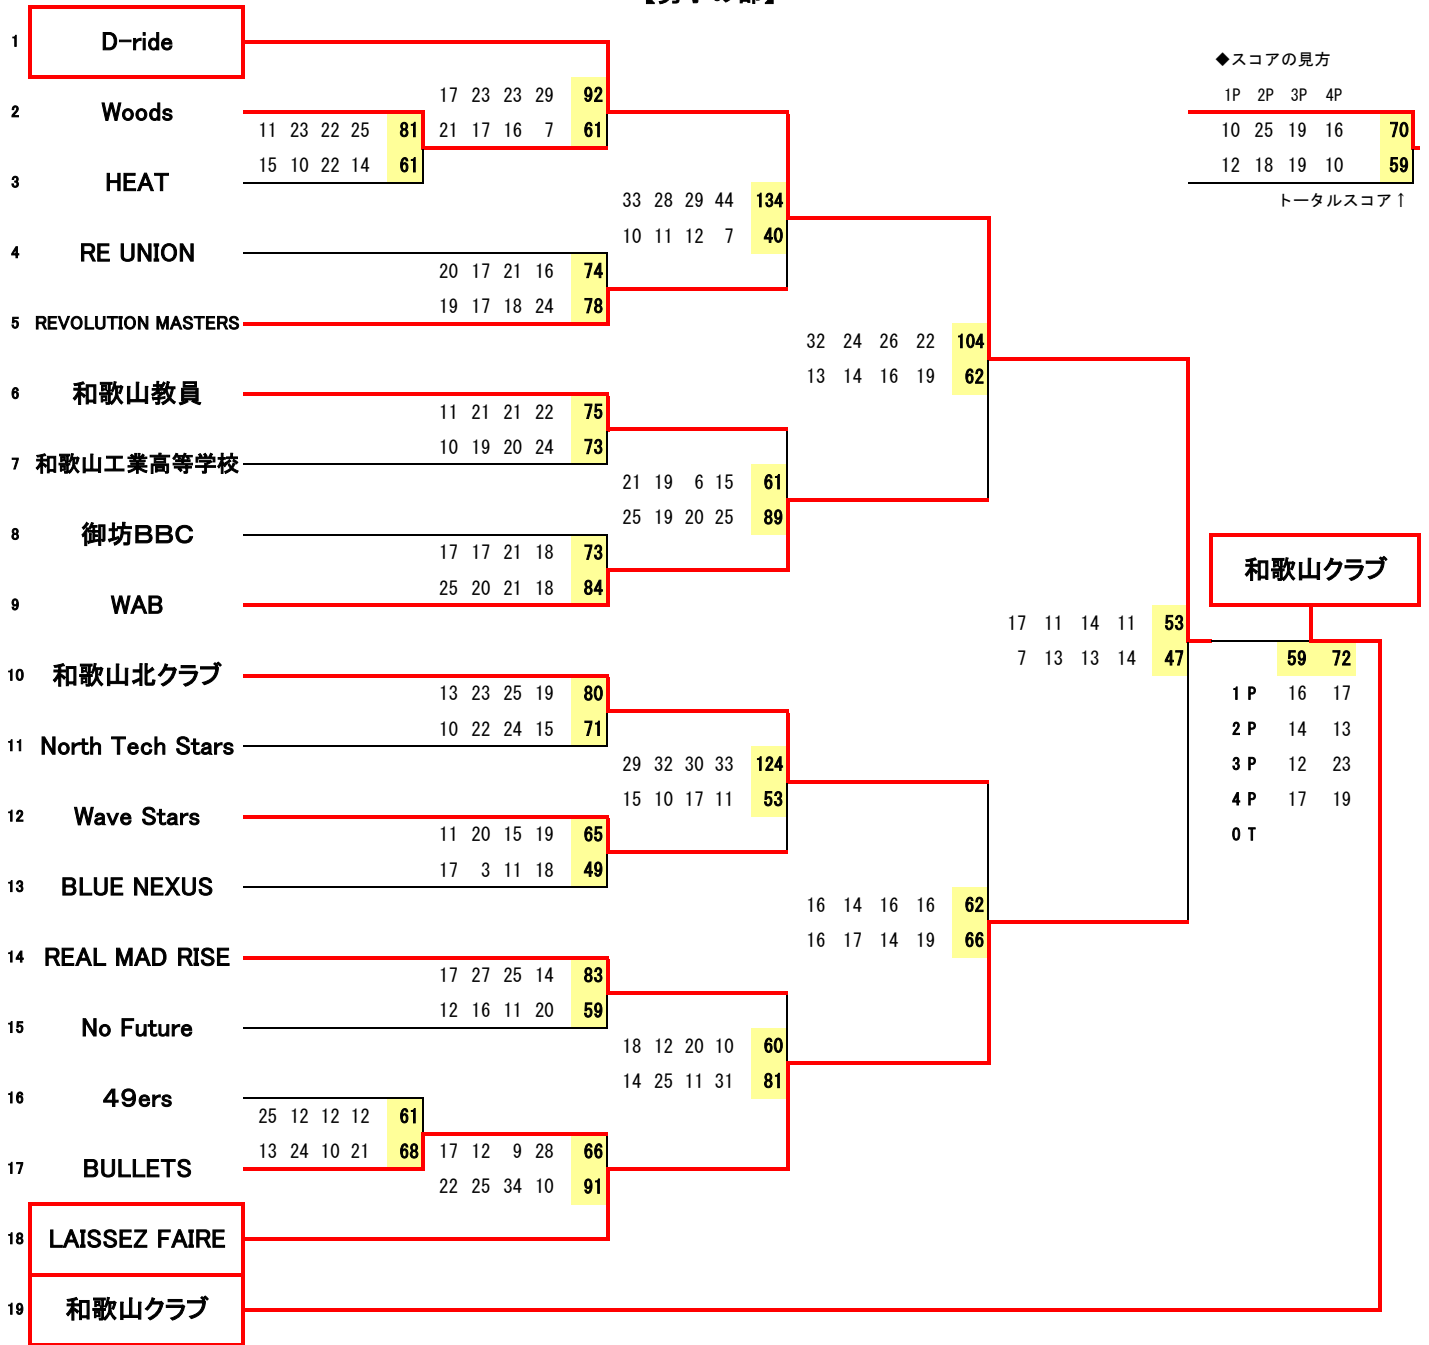 1 D-ride
◆スコアの見方
17 23 23 29 92
1P 2P 3P 4P
2 Woods
11 23 22 25 81
21 17 16 7 61
10 25 19 16 70
15 10 22 14 61
12 18 19 10 59
3 HEAT
33 28 29 44 134
トータルスコア↑
10 11 12 7 40
4 RE UNION
20 17 21 16 74
19 17 18 24 78
5 REVOLUTION MASTERS
32 24 26 22 104
13 14 16 19 62
6 和歌山教員
11 21 21 22 75
10 19 20 24 73
7 和歌山工業高等学校
21 19 6 15 61
25 19 20 25 89
8 御坊BBC
17 17 21 18 73
和歌山クラブ
25 20 21 18 84
9 WAB
17 11 14 11 53
7 13 13 14 47
59 72
10 和歌山北クラブ
13 23 25 19 80
1P 16 17
10 22 24 15 71
2P 14 13
11 North Tech Stars
29 32 30 33 124
3P 12 23
15 10 17 11 53
4P 17 19
12 Wave Stars
11 20 15 19 65
OT
17 3 11 18 49
13 BLUE NEXUS
16 14 16 16 62
16 17 14 19 66
14 REAL MAD RISE
17 27 25 14 83
12 16 11 20 59
15 No Future
18 12 20 10 60
14 25 11 31 81
16 49ers
25 12 12 12 61
13 24 10 21 68
17 12 9 28 66
17 BULLETS
22 25 34 10 91
18 LAISSEZ FAIRE
19 和歌山クラブ